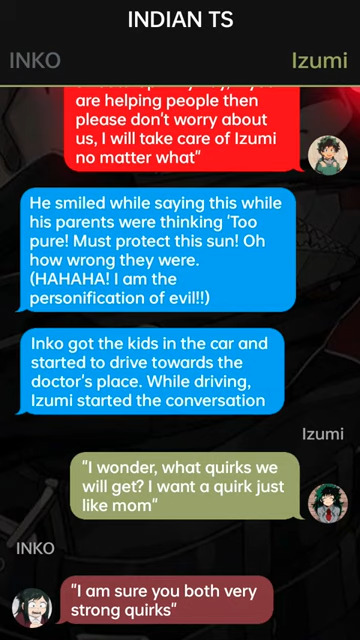 INDIAN TS
INKO
Izumi
are helping people then
please don't worry about
us, I will take care of Izumi
no matter what"
He smiled while saying this while
his parents were thinking 'Too
pure! Must protect this sun! Oh
how wrong they were.
(HAHAHA! I am the
personification of evil!!)
Inko got the kids in the car and
started to drive towards the
doctor's place. While driving,
Izumi started the conversation
Izumi
"I wonder, what quirks we
will get? I want a quirk just
like mom"
INKO
"I am sure you both very
strong quirks"